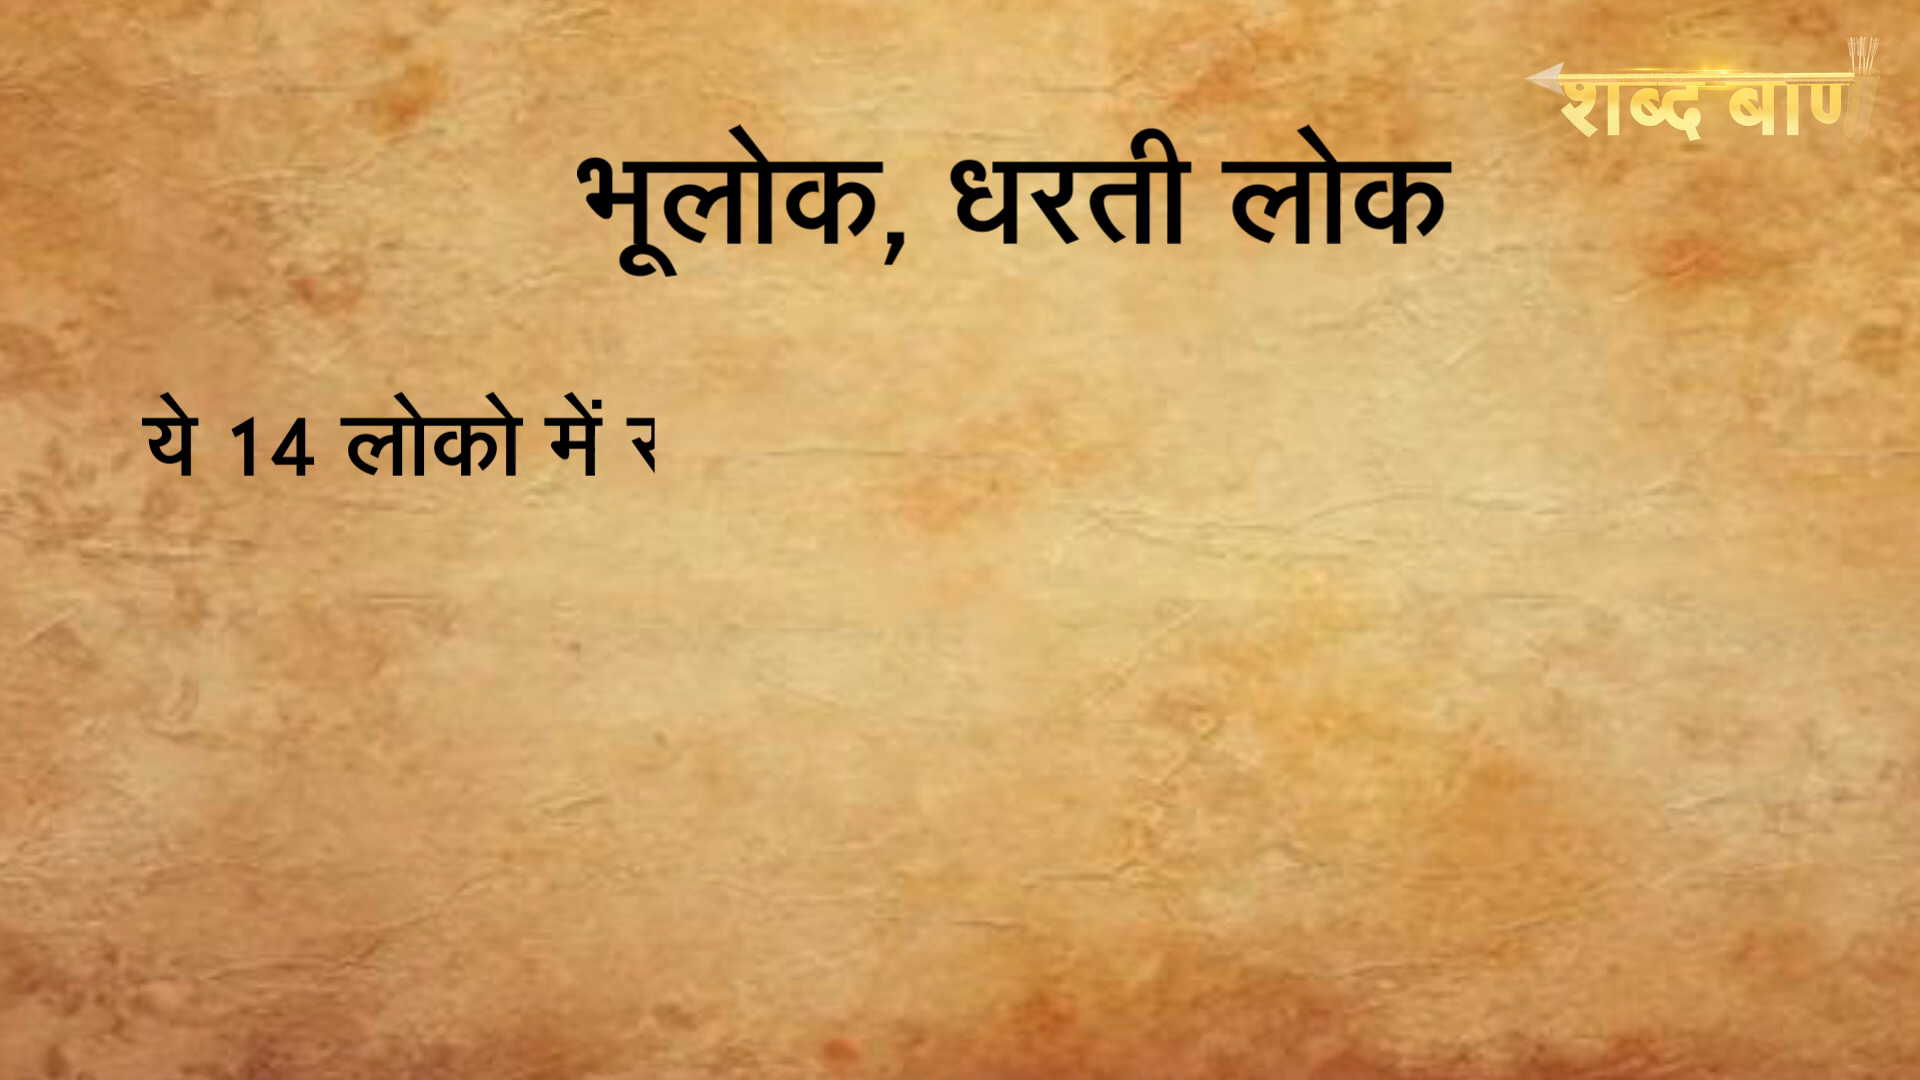 शब्द बाण
भूलोक, धरती लोक
ये 14 लोको में